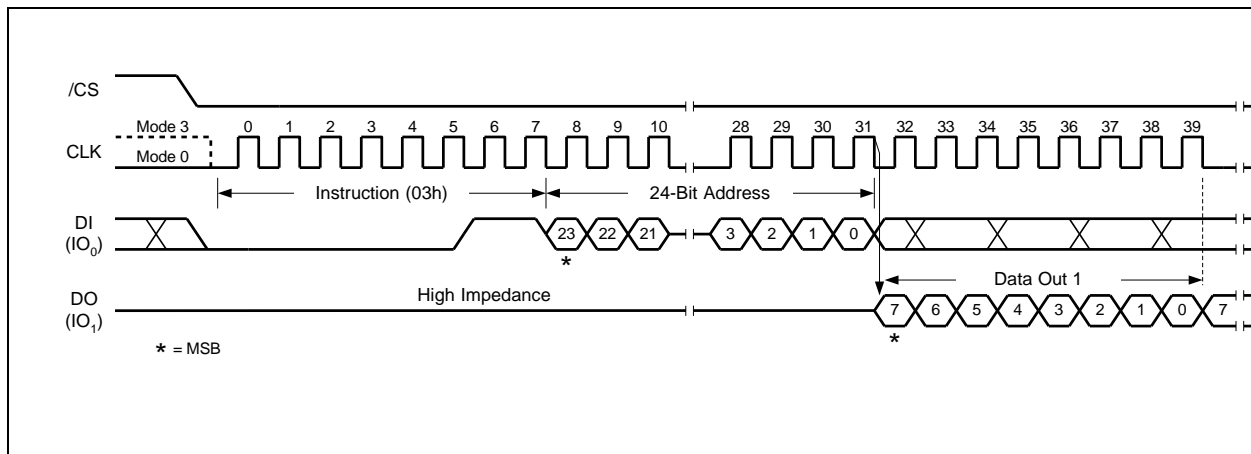 /CS
Mode 3
0 1 2 3 4 5 6 7 8 9 10 28 29 30 31 32 33 34 35 36 37 38 39
CLK
Mode 0
Instruction (03h)
24-Bit Address
DI
(IO0)
23 22 21 3 2 1 0
*
Data Out 1
High Impedance
DO
(IO1)
7 6 5 4 3 2 1 0 7
*
* = MSB